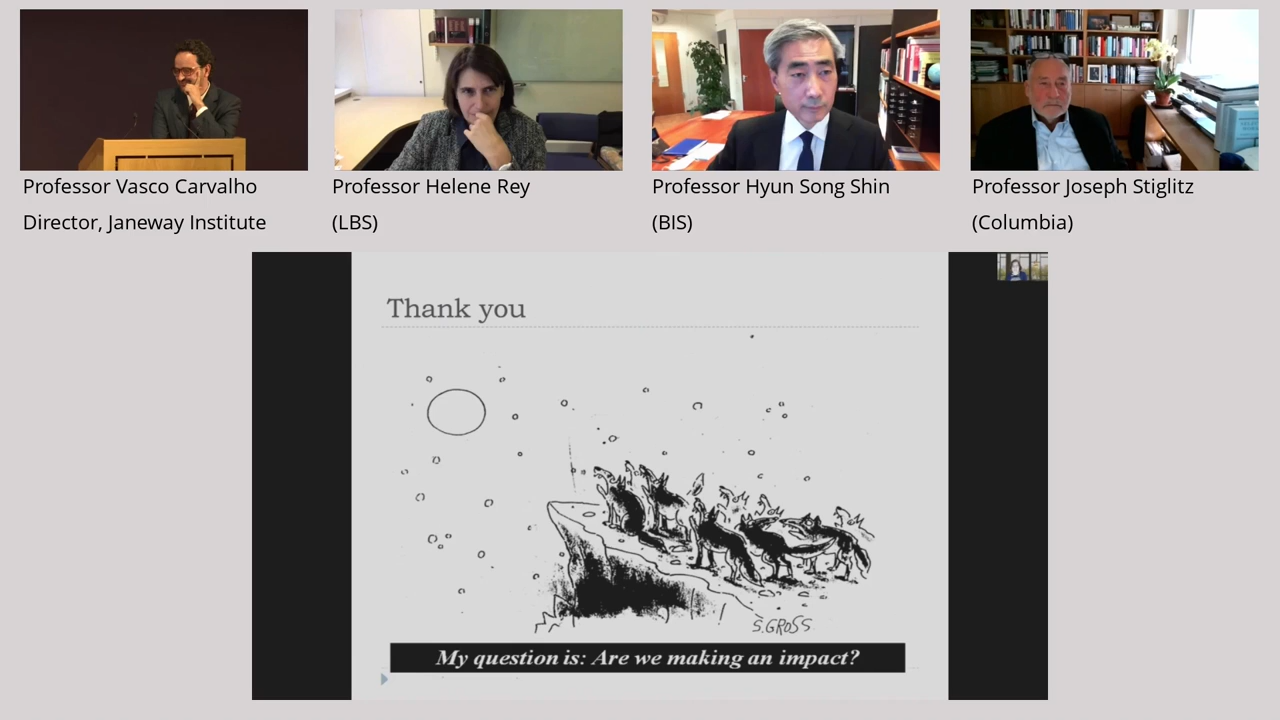 Professor Vasco Carvalho
Director, Janeway Institute
Professor Helene Rey
(LBS)
Professor Hyun Song Shin
(BIS)
Professor Joseph Stiglitz
(Columbia)
Thank you
S.GROSS
My question is: Are we making an impact?